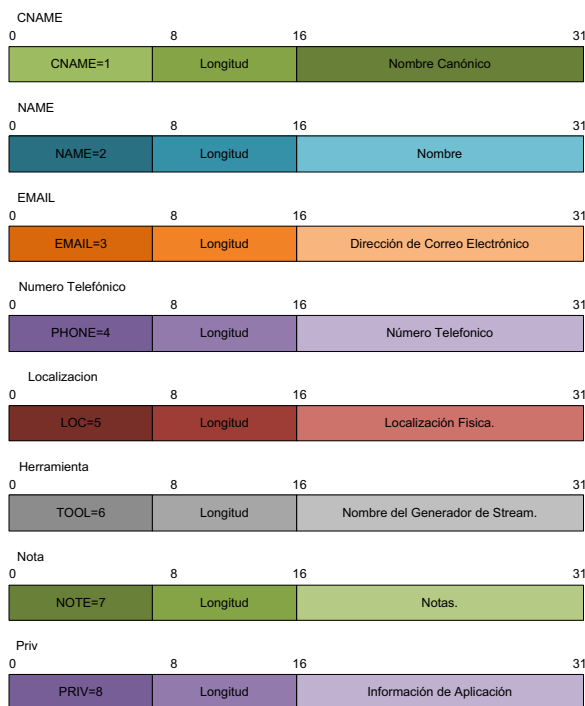 CNAME
0 8 16 31
CNAME=1 Longitud Nombre Canónico
NAME
0 8 16 31
NAME=2 Longitud Nombre
EMAIL
0 8 16 31
EMAIL=3 Longitud Dirección de Correo Electrónico
Numero Telefónico
0 8 16 31
PHONE=4 Longitud Número Telefonico
Localizacion
0 8 16 31
LOC=5 Longitud Localización Fisica.
Herramienta
0 8 16 31
TOOL=6 Longitud Nombre del Generador de Stream.
Nota
0 8 16 31
NOTE=7 Longitud Notas.
Priv
0 8 16 31
PRIV=8 Longitud Información de Aplicación